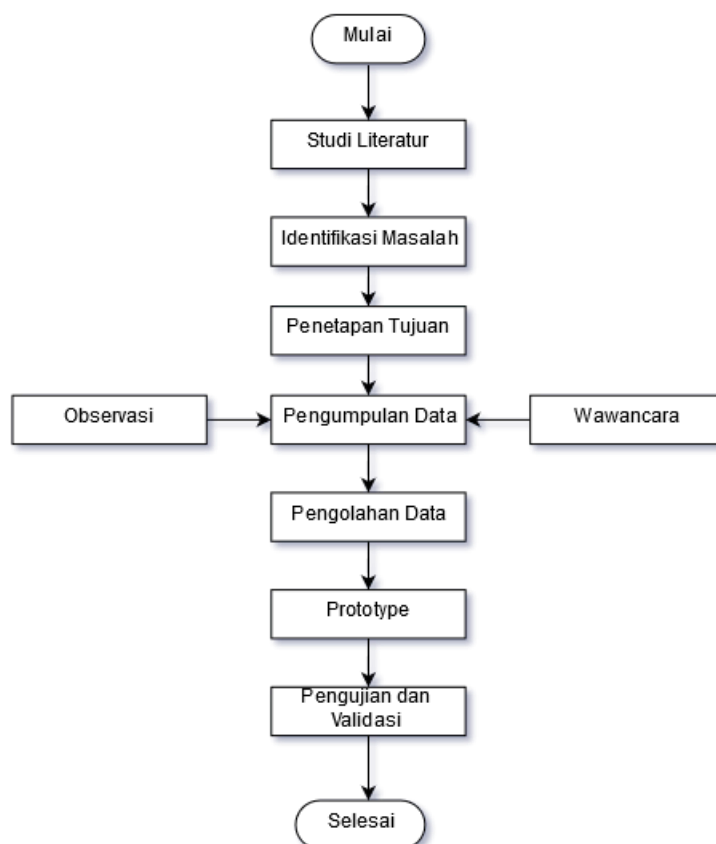 Mulai
Studi Literatur
Identifikasi Masalah
Penetapan Tujuan
Observasi
Pengumpulan Data
Wawancara
Pengolahan Data
Prototype
Pengujian dan
Validasi
Selesai